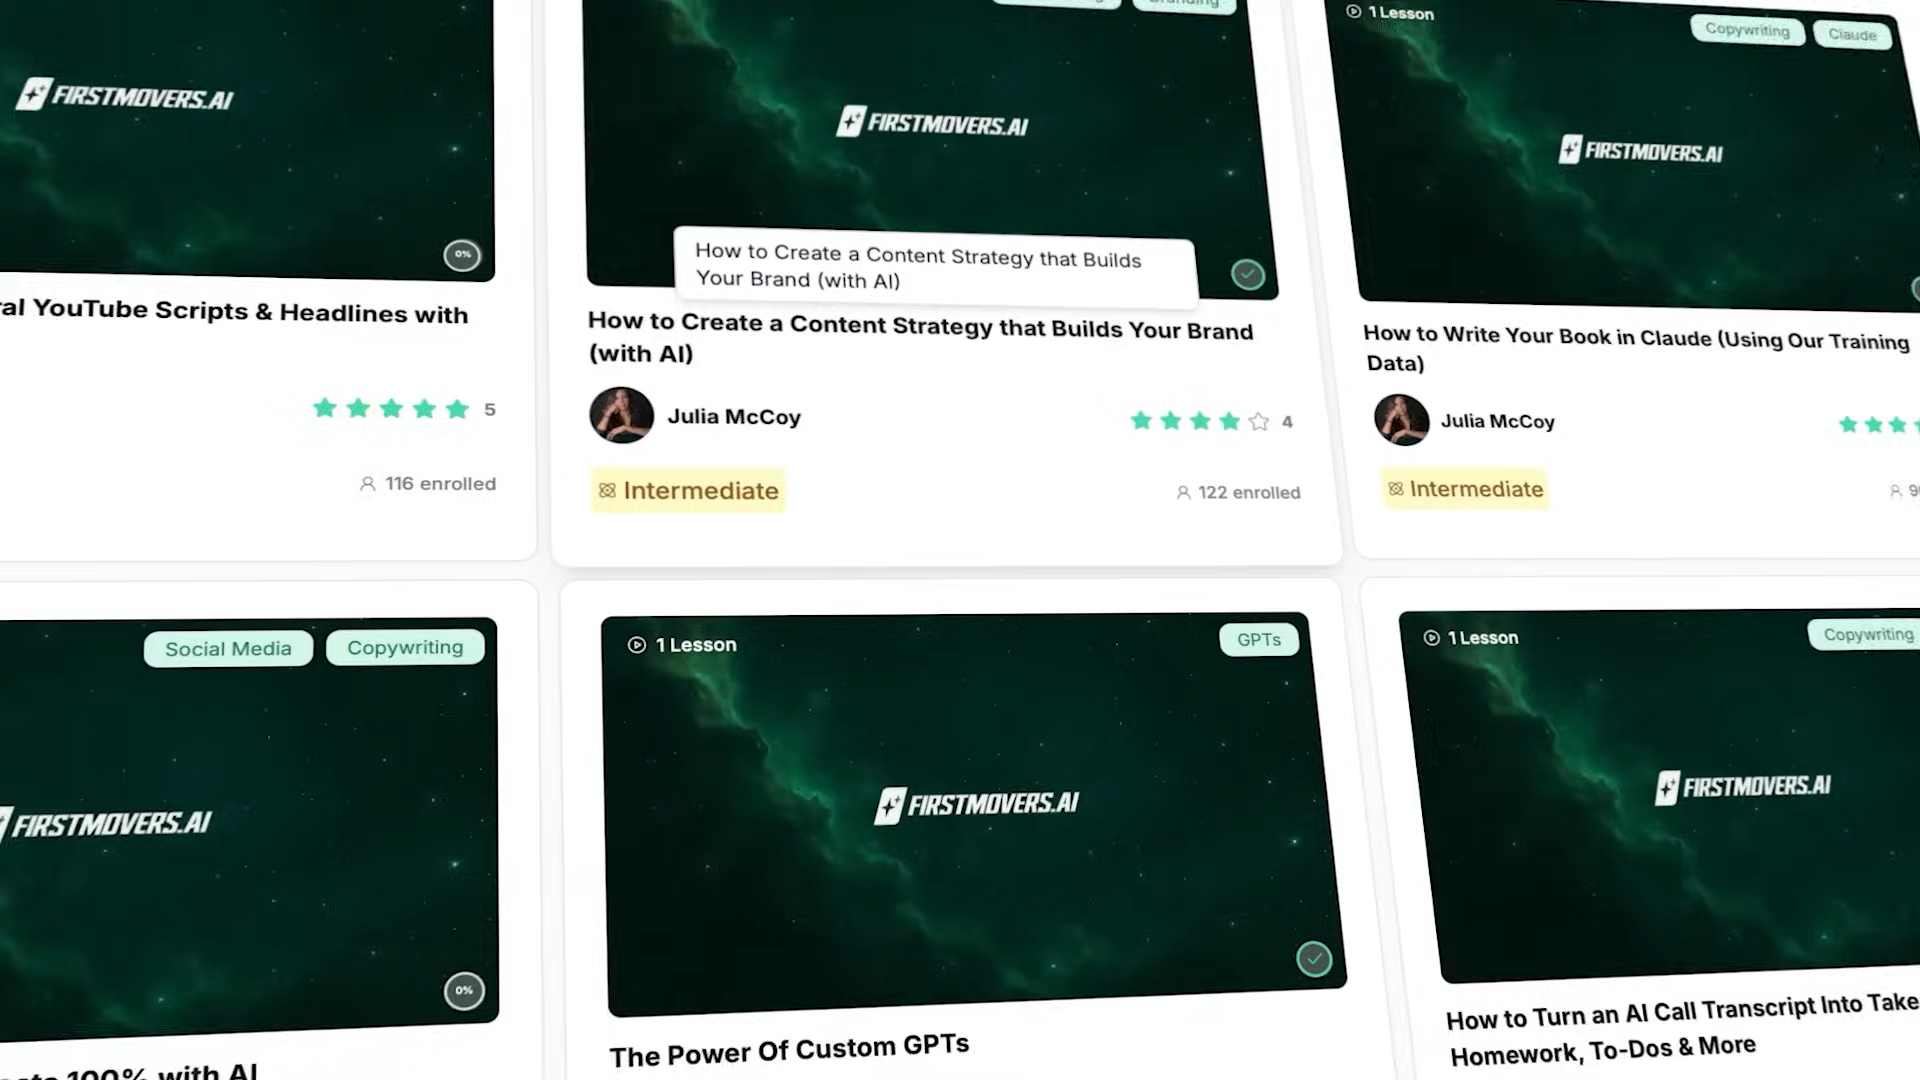 FIRSTMOVERS.AI
0%
YouTube Scripts & Headlines with
5
116 enrolled
FIRSTMOVERS.AI
How to Create a Content Strategy that Builds
Your Brand (with AI)
How to Create a Content Strategy that Builds Your Brand
(with AI)
Julia McCoy
4
Intermediate
122 enrolled
1 Lesson
Copywriting
Claude
FIRSTMOVERS.AI
How to Write Your Book in Claude (Using Our Training
Data)
Julia McCoy
Intermediate
Social Media
Copywriting
FIRSTMOVERS.AI
0%
100% with AI
1 Lesson
GPTs
FIRSTMOVERS.AI
The Power Of Custom GPTs
1 Lesson
Copywriting
FIRSTMOVERS.AI
How to Turn an AI Call Transcript Into Take
Homework, To-Dos & More